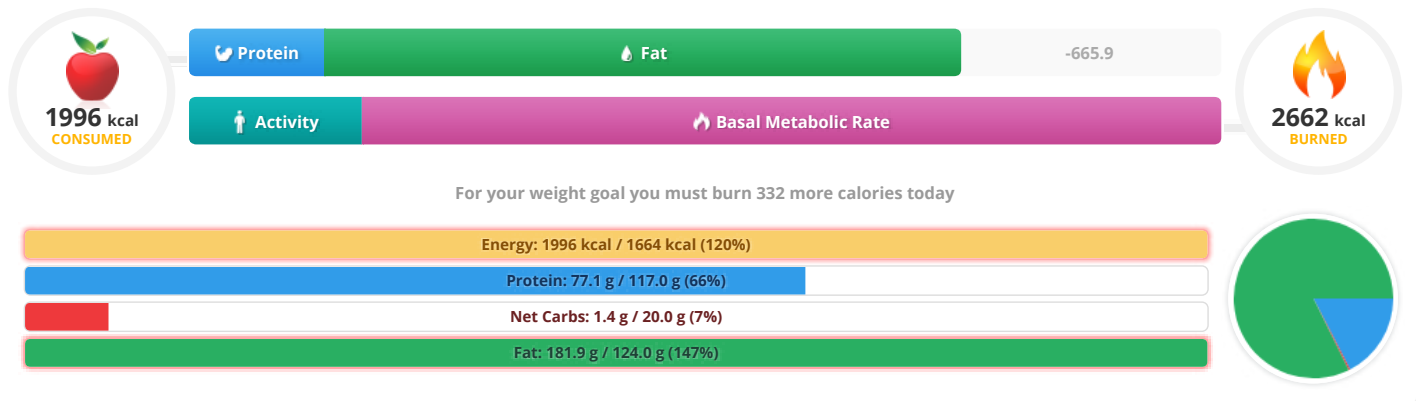 1996 kcal
CONSUMED
Protein
Fat
-665.9
Activity
Basal Metabolic Rate
2662 kcal
BURNED
For your weight goal you must burn 332 more calories today
Energy: 1996 kcal / 1664 kcal (120%)
Protein: 77.1 g / 117.0 g (66%)
Net Carbs: 1.4 g / 20.0 g (7%)
Fat: 181.9 g / 124.0 g (147%)